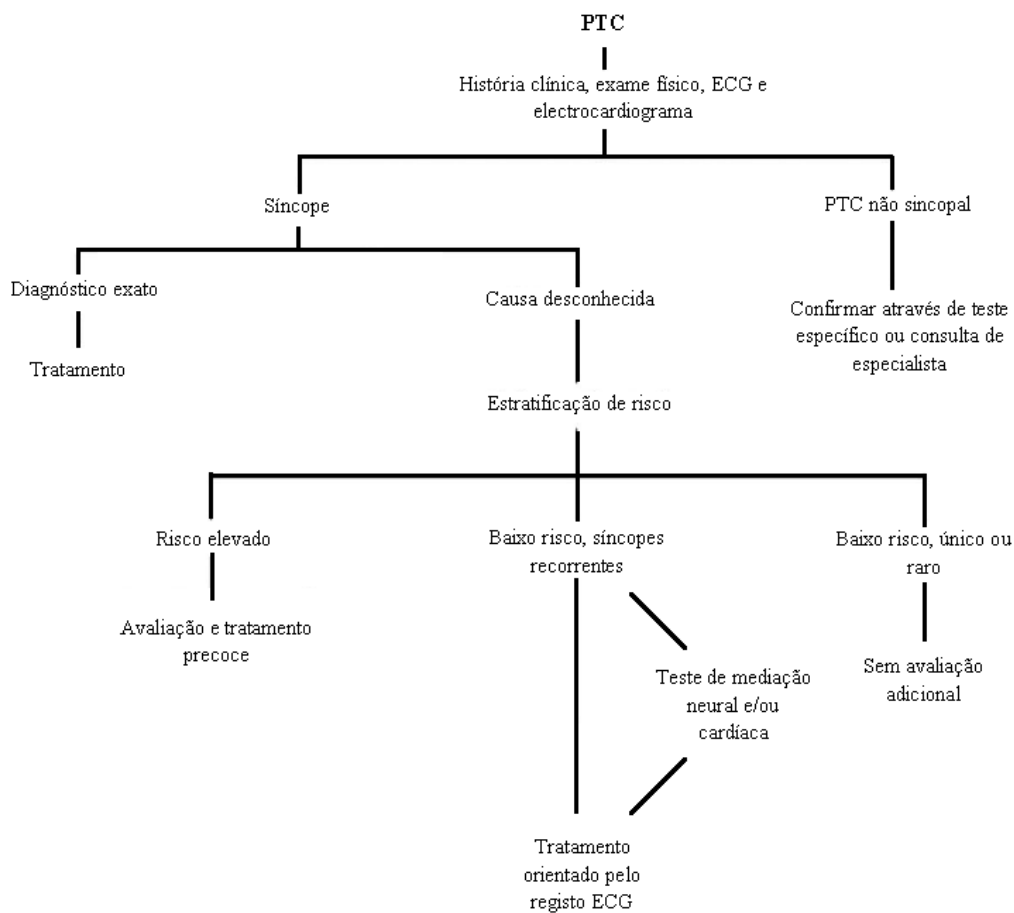 PTC
História clínica, exame físico, ECG e
electrocardiograma
Síncope
PTC não sincopal
Diagnóstico exato
Causa desconhecida
Confirmar através de teste
específico ou consulta de
especialista
Tratamento
Estratificação de risco
Risco elevado
Baixo risco, síncopes
recorrentes
Baixo risco, único ou
raro
Avaliação e tratamento
precoce
Teste de mediação
neural e/ou
cardíaca
Sem avaliação
adicional
Tratamento
orientado pelo
registo ECG